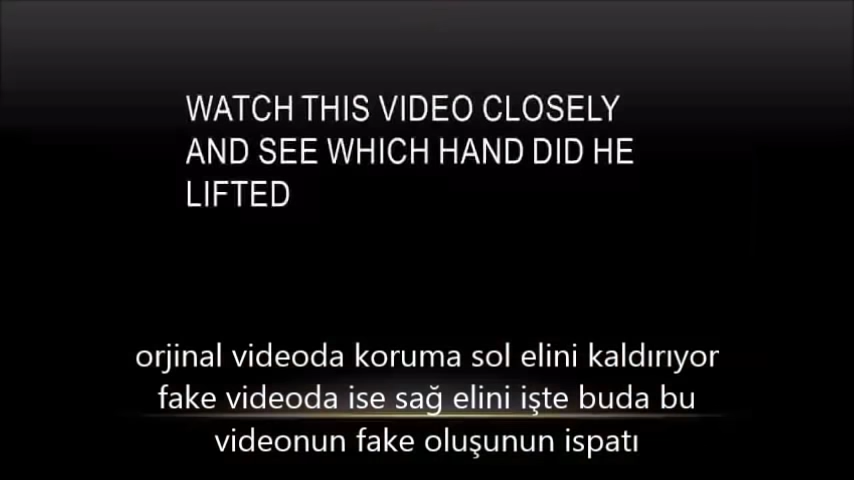 WATCH THIS VIDEO CLOSELY
AND SEE WHICH HAND DID HE
LIFTED
orjinal videoda koruma sol elini kaldırıyor
fake videoda ise sağ elini işte buda bu
videonun fake oluşunun ispatı